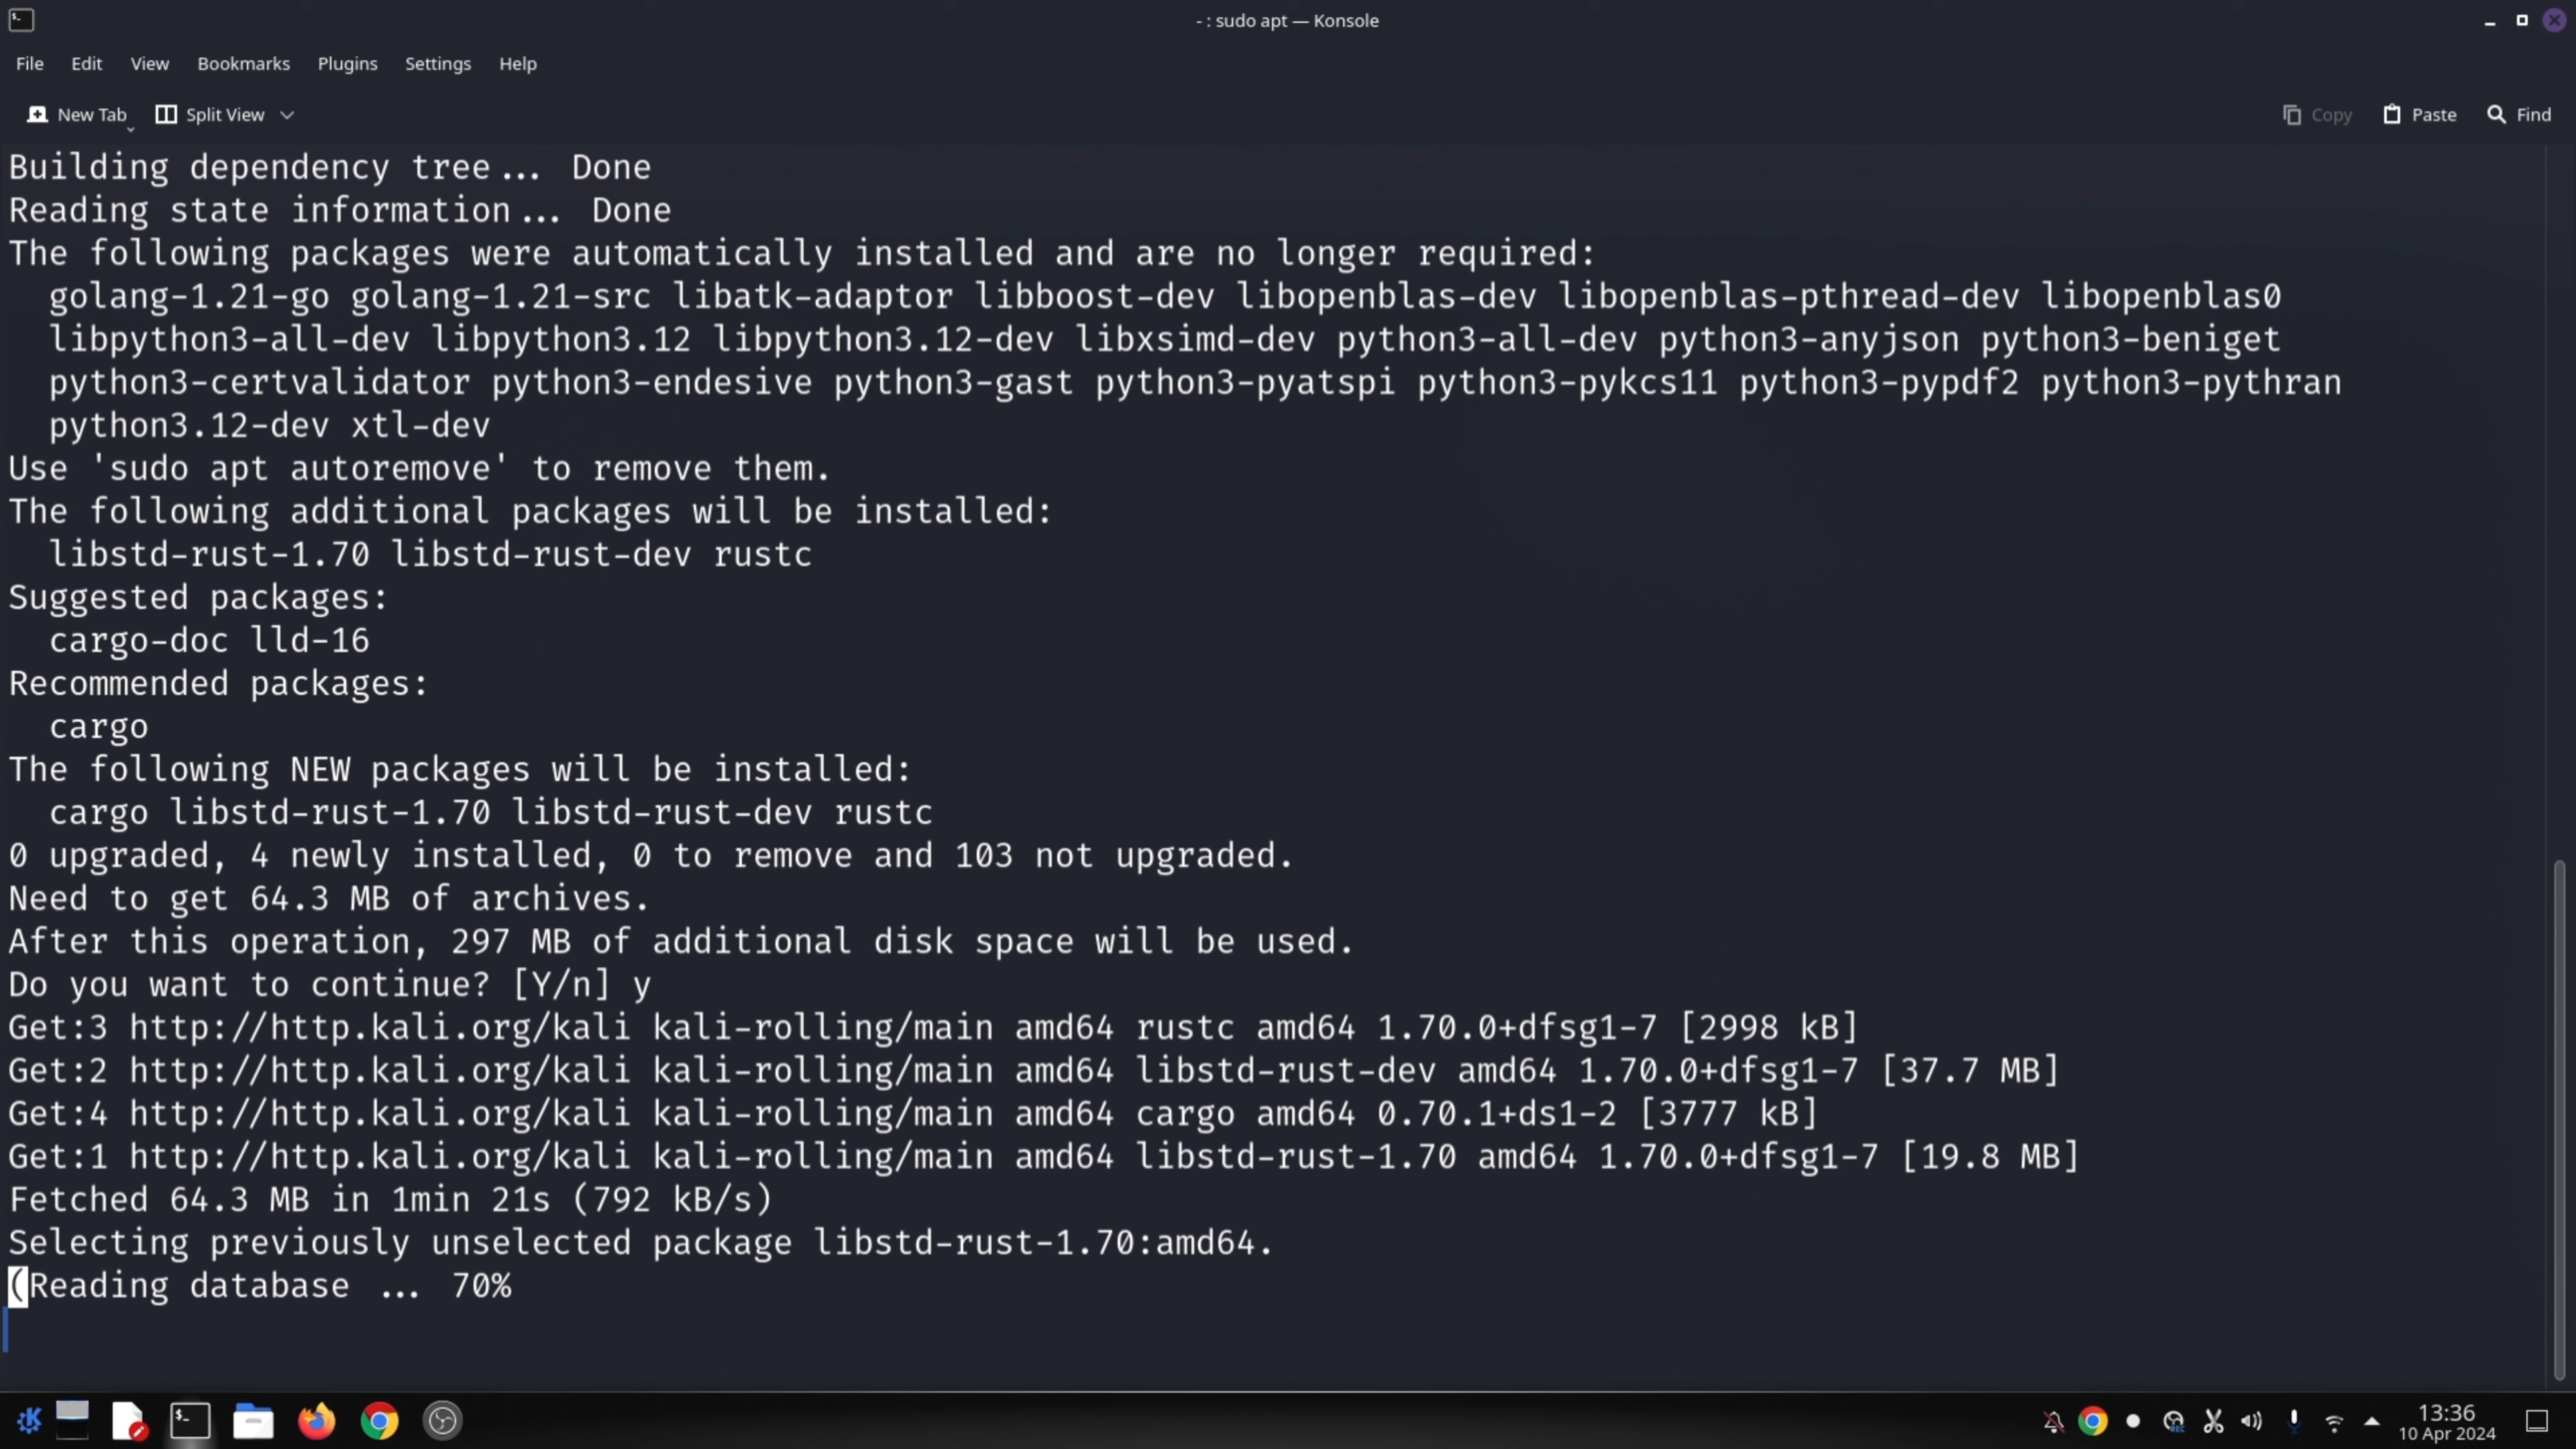 - : sudo apt — Konsole
File Edit View Bookmarks Plugins Settings Help
New Tab Split View Copy Paste Find
Building dependency tree... Done
Reading state information... Done
The following packages were automatically installed and are no longer required:
golang-1.21-go golang-1.21-src libatk-adaptor libboost-dev libopenblas-dev libopenblas-pthread-dev libopenblas0
libpython3-all-dev libpython3.12 libpython3.12-dev libxsimd-dev python3-all-dev python3-anyjson python3-beniget
python3-certvalidator python3-endesive python3-gast python3-pyatspi python3-pykcs11 python3-pypdf2 python3-pythran
python3.12-dev xtl-dev
Use 'sudo apt autoremove' to remove them.
The following additional packages will be installed:
libstd-rust-1.70 libstd-rust-dev rustc
Suggested packages:
cargo-doc lld-16
Recommended packages:
cargo
The following NEW packages will be installed:
cargo libstd-rust-1.70 libstd-rust-dev rustc
0 upgraded, 4 newly installed, 0 to remove and 103 not upgraded.
Need to get 64.3 MB of archives.
After this operation, 297 MB of additional disk space will be used.
Do you want to continue? [Y/n] y
Get:3 http://http.kali.org/kali kali-rolling/main amd64 rustc amd64 1.70.0+dfsg1-7 [2998 kB]
Get:2 http://http.kali.org/kali kali-rolling/main amd64 libstd-rust-dev amd64 1.70.0+dfsg1-7 [37.7 MB]
Get:4 http://http.kali.org/kali kali-rolling/main amd64 cargo amd64 0.70.1+ds1-2 [3777 kB]
Get:1 http://http.kali.org/kali kali-rolling/main amd64 libstd-rust-1.70 amd64 1.70.0+dfsg1-7 [19.8 MB]
Fetched 64.3 MB in 1min 21s (792 kB/s)
Selecting previously unselected package libstd-rust-1.70:amd64.
(Reading database ... 70%
13:36
10 Apr 2024